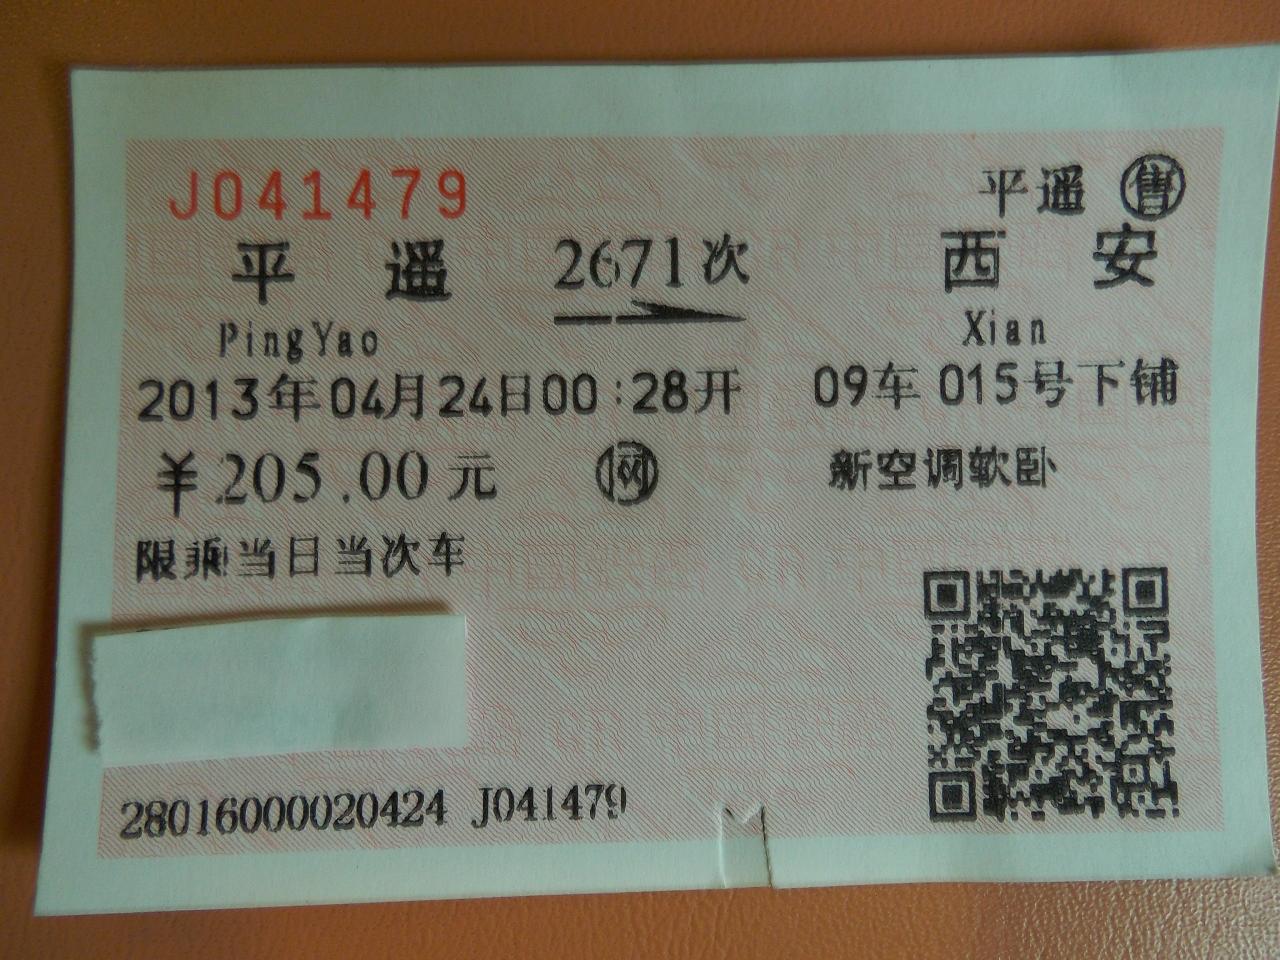 J041479
平遥 售
平遥 2671次 西安
PingYao Xian
2013年04月24日00:28开 09车015号下铺
¥205.00元 网 新空调软卧
限乘当日当次车
28016000020424 J041479